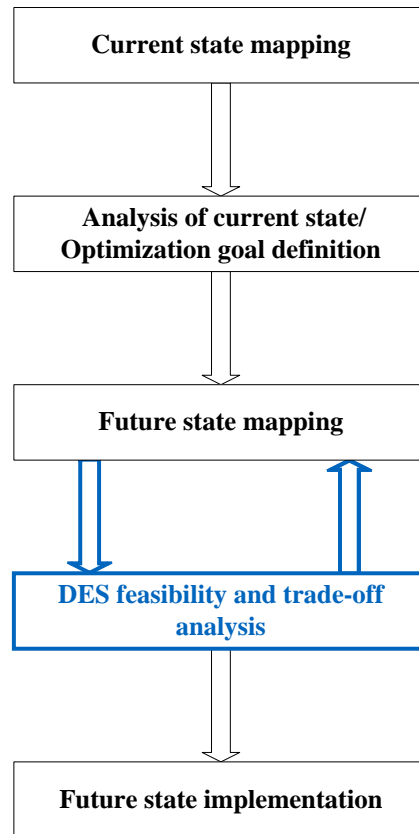 Current state mapping
Analysis of current state/
Optimization goal definition
Future state mapping
DES feasibility and trade-off
analysis
Future state implementation